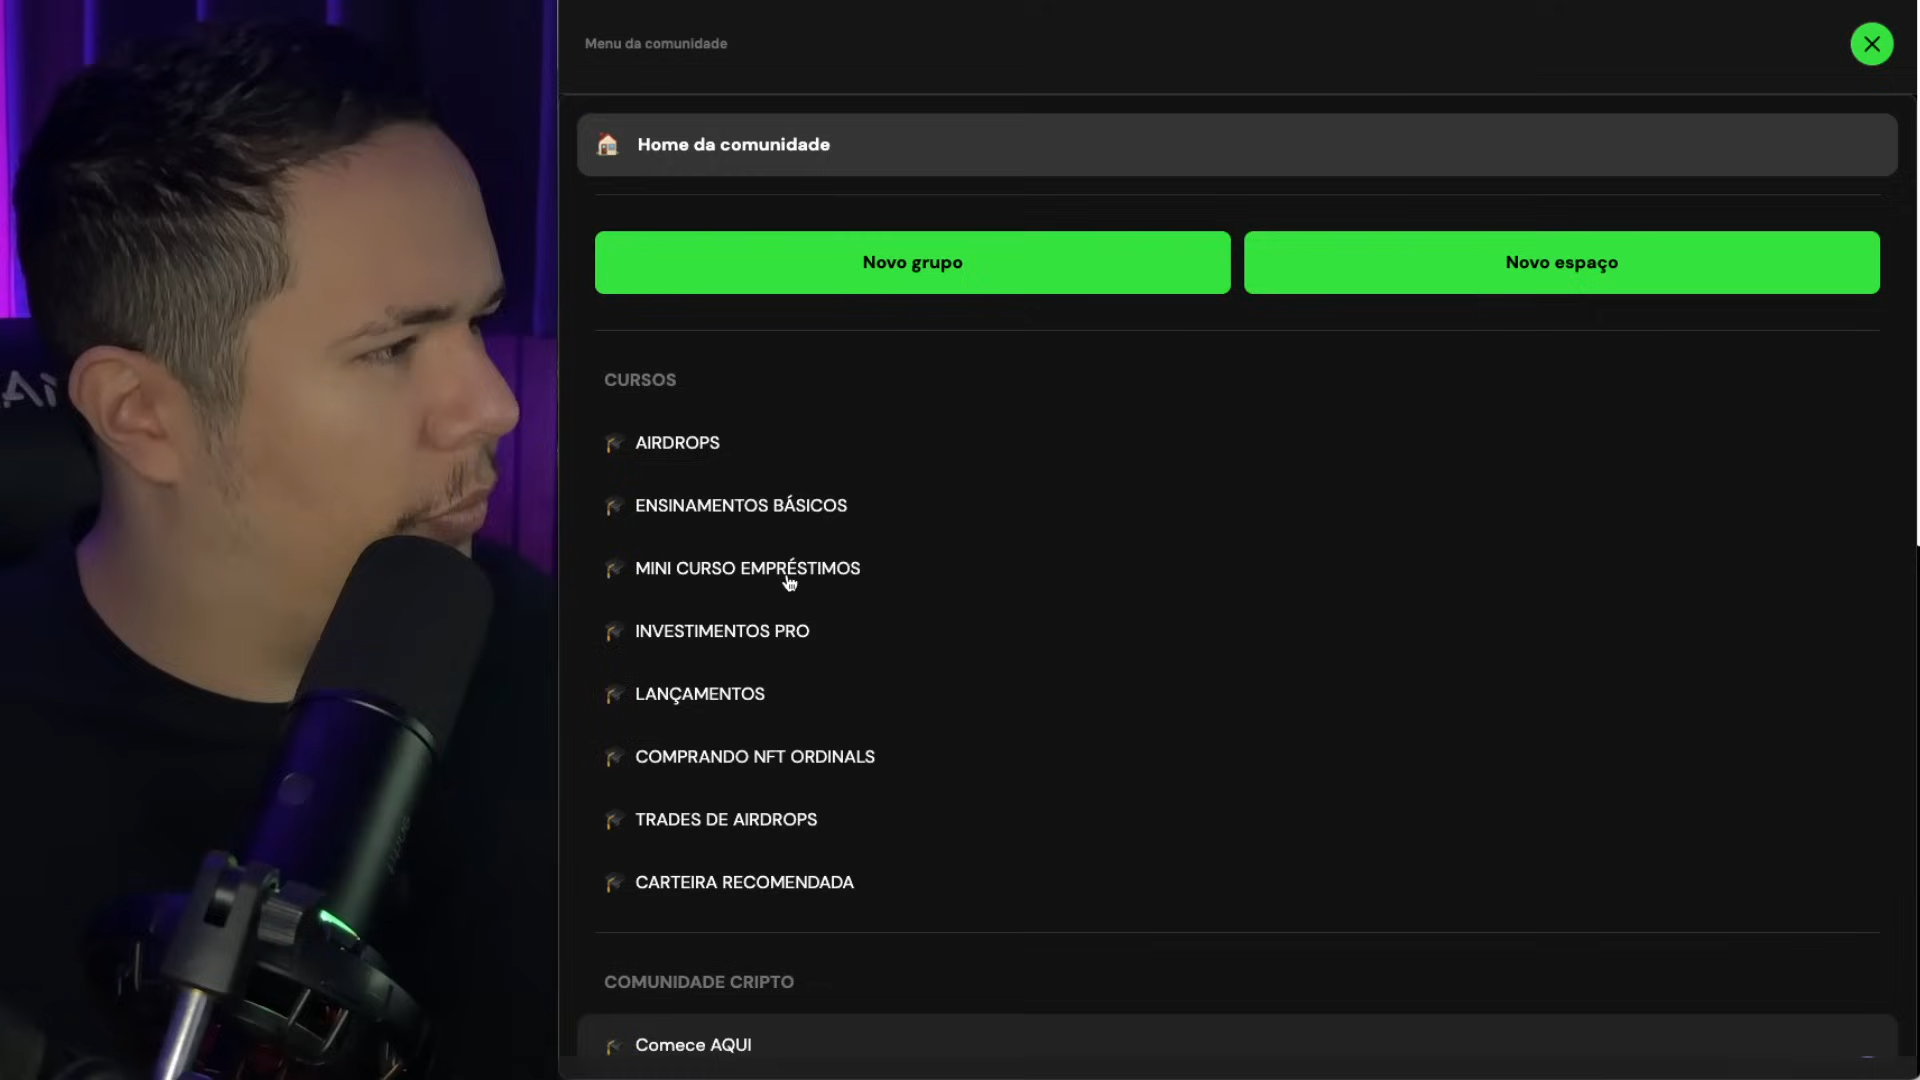 Menu da comunidade
Home da comunidade
Novo grupo
Novo espaço
CURSOS
AIRDROPS
ENSINAMENTOS BÁSICOS
MINI CURSO EMPRÉSTIMOS
INVESTIMENTOS PRO
LANÇAMENTOS
COMPRANDO NFT ORDINALS
TRADES DE AIRDROPS
CARTEIRA RECOMENDADA
COMUNIDADE CRIPTO
Comece AQUI